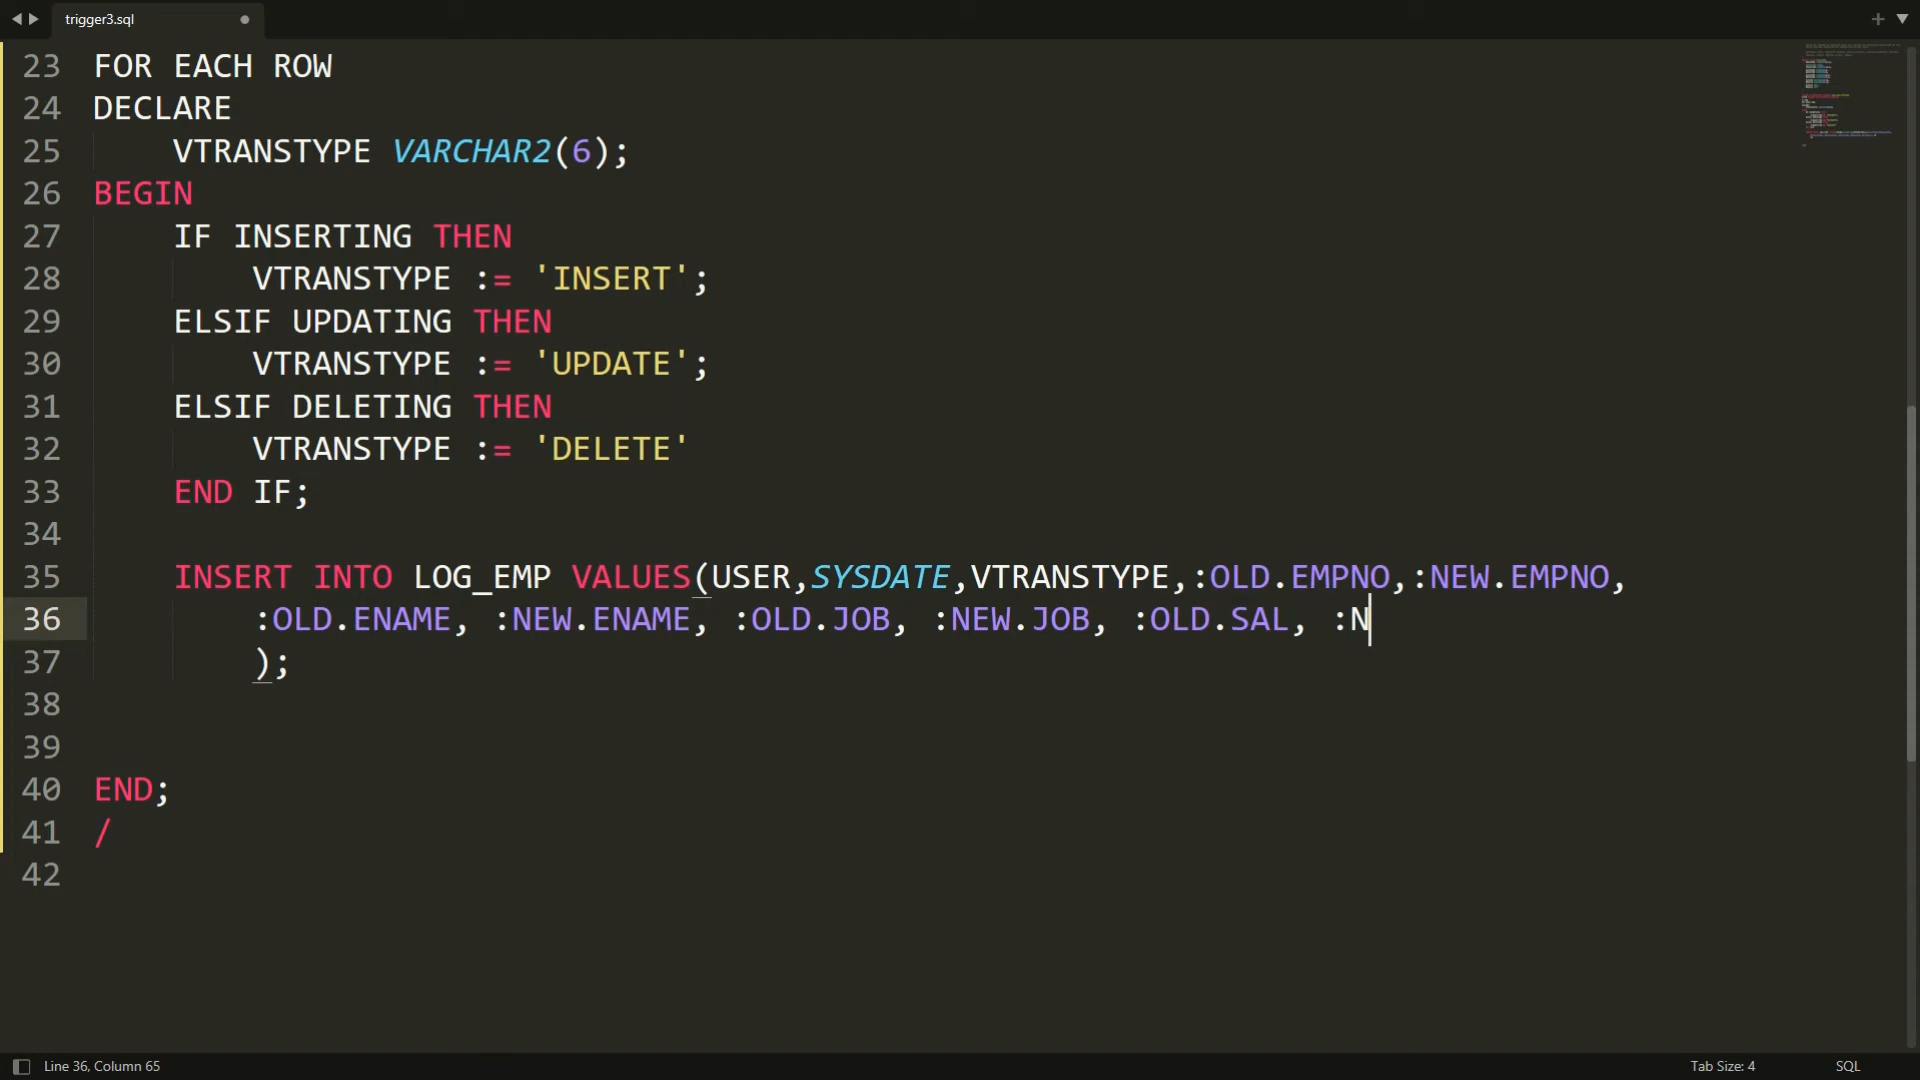 trigger3.sql
23 FOR EACH ROW
24 DECLARE
25 VTRANSTYPE VARCHAR2(6);
26 BEGIN
27 IF INSERTING THEN
28 VTRANSTYPE := 'INSERT';
29 ELSIF UPDATING THEN
30 VTRANSTYPE := 'UPDATE';
31 ELSIF DELETING THEN
32 VTRANSTYPE := 'DELETE'
33 END IF;
34
35 INSERT INTO LOG_EMP VALUES(USER,SYSDATE,VTRANSTYPE,:OLD.EMPNO,:NEW.EMPNO,
36 :OLD.ENAME, :NEW.ENAME, :OLD.JOB, :NEW.JOB, :OLD.SAL, :N
37 );
38
39
40 END;
41 /
42
Line 36, Column 65 Tab Size: 4 SQL